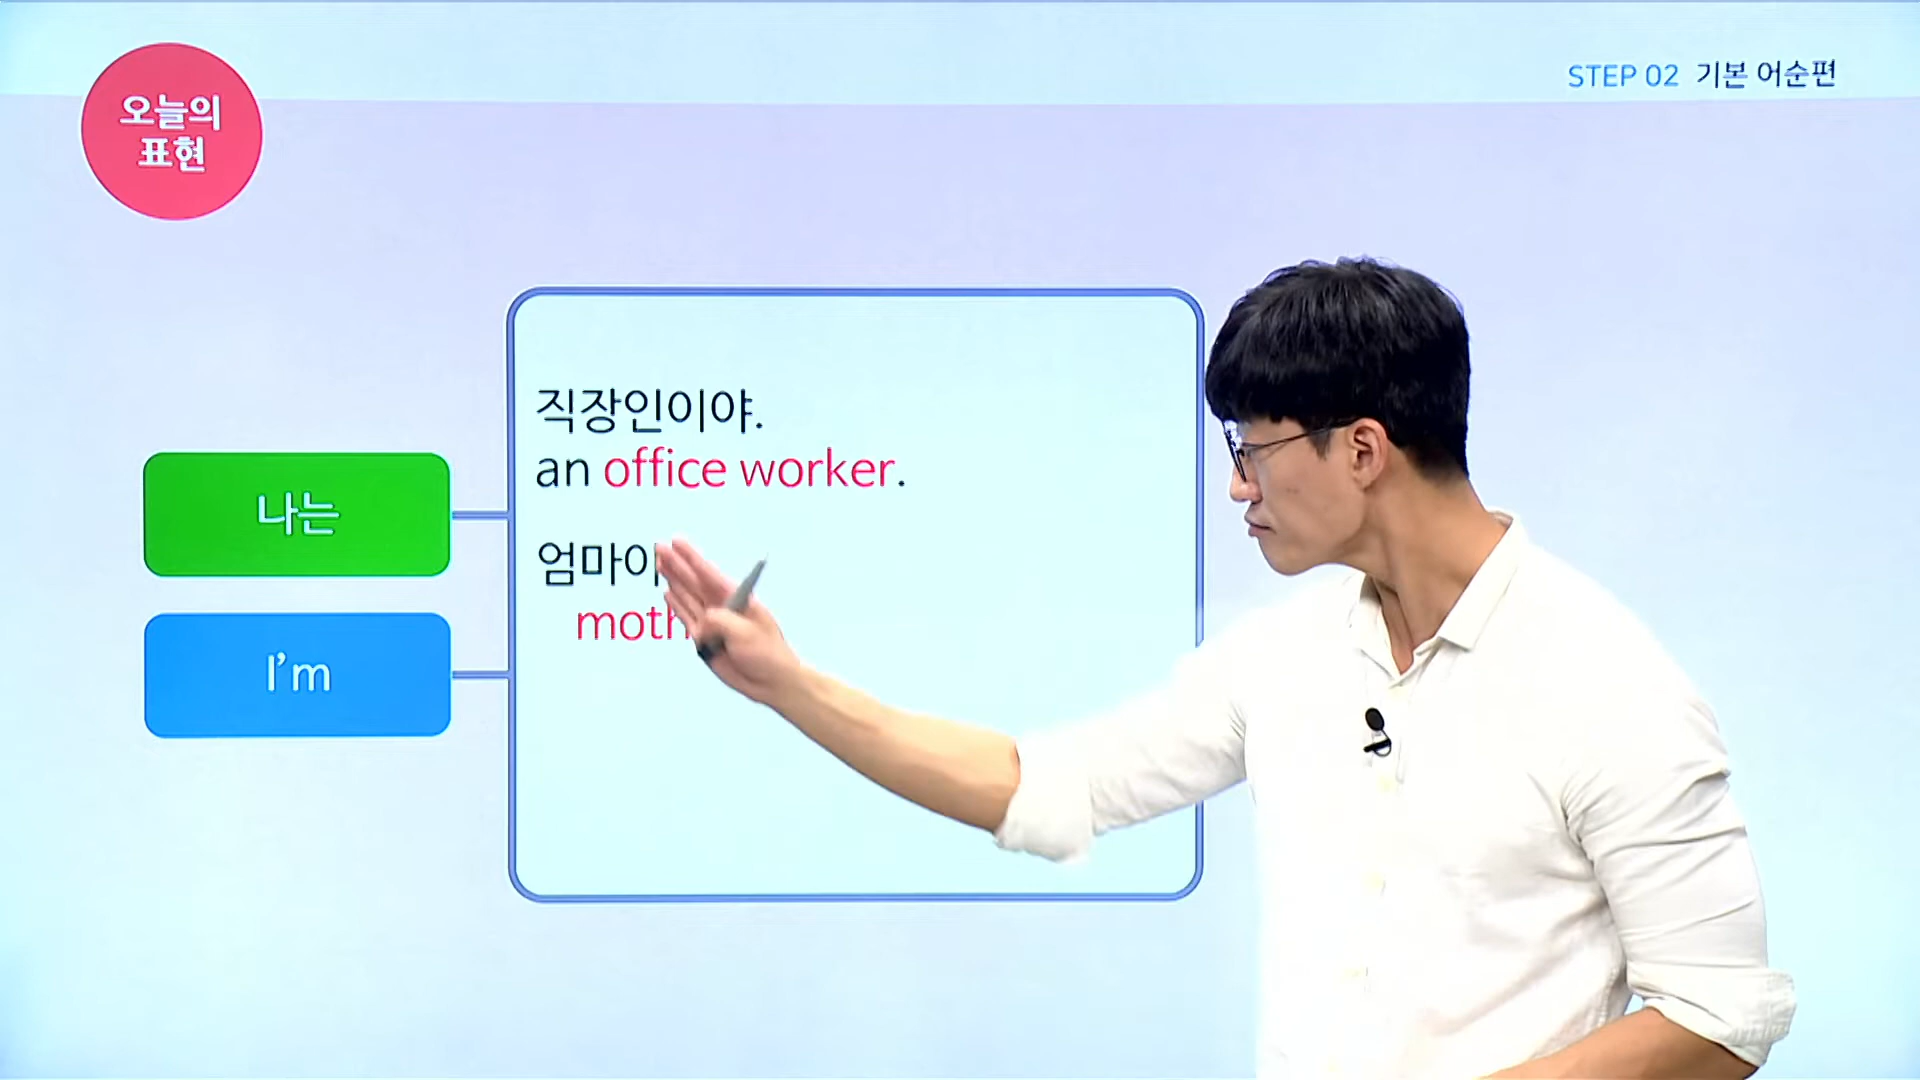 오늘의
표현
STEP 02 기본 어순편
나는
I'm
직장인이야.
an office worker.
엄마이
moth